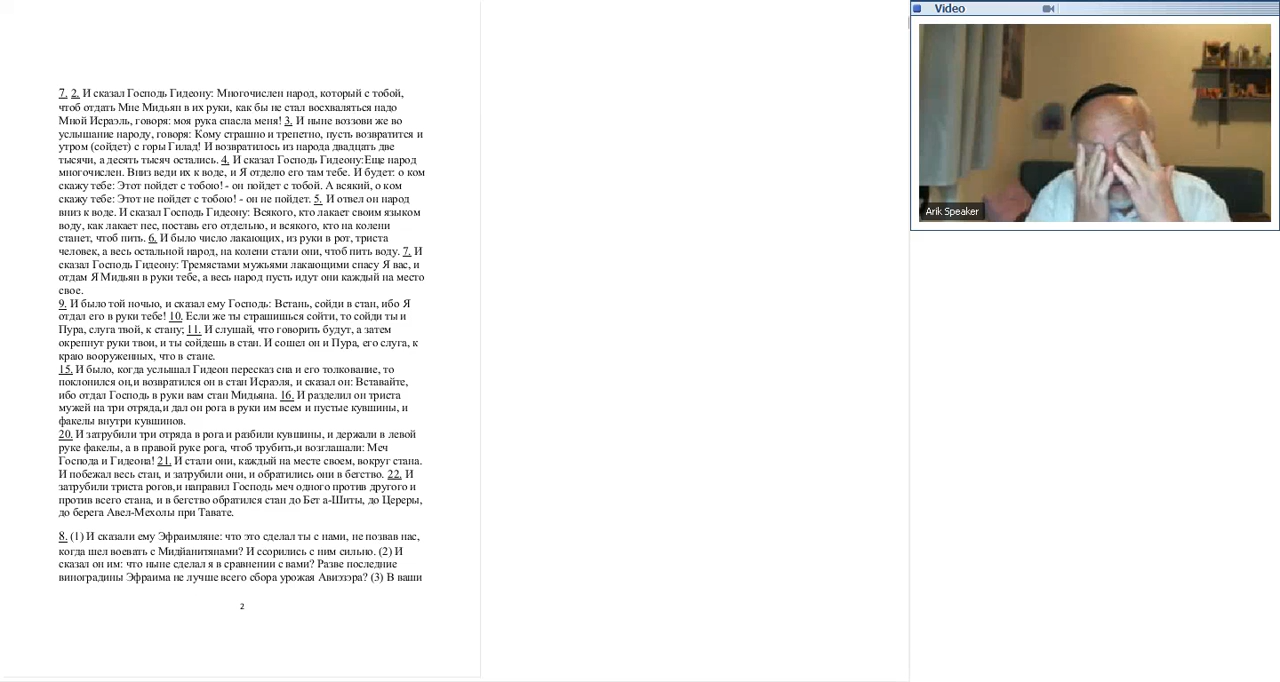 7. 2. И сказал Господь Гидеону: Многочислен народ, который с тобой,
чтоб отдать Мне Мидьян в их руки, как бы не стал восхваляться надо
Мной Исраэль, говоря: моя рука спасла меня! 3. И ныне воззови же во
услышание народу, говоря: Кому страшно и трепетно, пусть возвратится и
утром (сойдет) с горы Гилад! И возвратилось из народа двадцать две
тысячи, а десять тысяч остались. 4. И сказал Господь Гидеону:Еще народ
многочислен. Вниз веди их к воде, и Я отделю его там тебе. И будет: о ком
скажу тебе: Этот пойдет с тобою! - он пойдет с тобой. А всякий, о ком
скажу тебе: Этот не пойдет с тобою! - он не пойдет. 5. И отвел он народ
вниз к воде. И сказал Господь Гидеону: Всякого, кто лакает своим языком
воду, как лакает пес, поставь его отдельно, и всякого, кто на колени
станет, чтоб пить. 6. И было число лакающих, из руки в рот, триста
человек, а весь остальной народ, на колени стали они, чтоб пить воду. 7. И
сказал Господь Гидеону: Тремястами мужьями лакающими спасу Я вас, и
отдам Я Мидьян в руки тебе, а весь народ пусть идут они каждый на место
свое.
9. И было той ночью, и сказал ему Господь: Встань, сойди в стан, ибо Я
отдал его в руки тебе! 10. Если же ты страшишься сойти, то сойди ты и
Пура, слуга твой, к стану; 11. И слушай, что говорить будут, а затем
окрепнут руки твои, и ты сойдешь в стан. И сошел он и Пура, его слуга, к
краю вооруженных, что в стане.
15. И было, когда услышал Гидеон пересказ сна и его толкование, то
поклонился он,и возвратился он в стан Исраэля, и сказал он: Вставайте,
ибо отдал Господь в руки вам стан Мидьяна. 16. И разделил он триста
мужей на три отряда,и дал он рога в руки им всем и пустые кувшины, и
факелы внутри кувшинов.
20. И затрубили три отряда в рога и разбили кувшины, и держали в левой
руке факелы, а в правой руке рога, чтоб трубить,и возглашали: Меч
Господа и Гидеона! 21. И стали они, каждый на месте своем, вокруг стана.
И побежал весь стан, и затрубили они, и обратились они в бегство. 22. И
затрубили триста рогов,и направил Господь меч одного против другого и
против всего стана, и в бегство обратился стан до Бет а-Шиты, до Цереры,
до берега Авел-Мехолы при Тавате.
8. (1) И сказали ему Эфраимляне: что это сделал ты с нами, не позвав нас,
когда шел воевать с Мидйанитянами? И ссорились с ним сильно. (2) И
сказал он им: что ныне сделал я в сравнении с вами? Разве последние
виноградины Эфраима не лучше всего сбора урожая Авиэзэра? (3) В ваши
2
Video
Arik Speaker